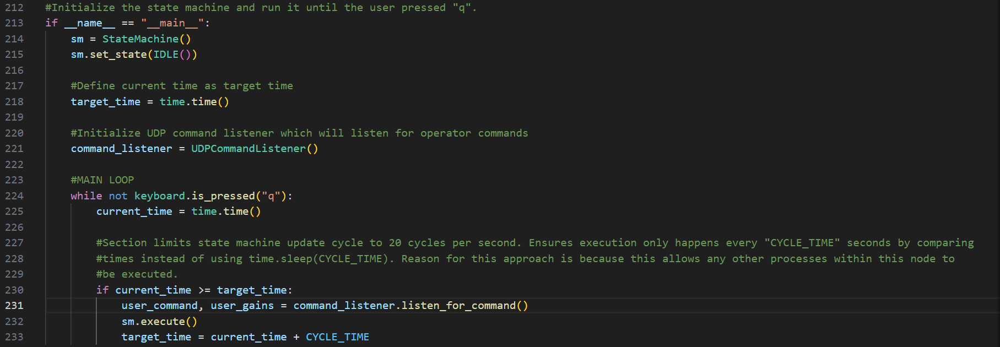 212 #Initialize the state machine and run it until the user pressed "q".
213 if __name__ == "__main__":
214     sm = StateMachine()
215     sm.set_state(IDLE())
216
217     #Define current time as target time
218     target_time = time.time()
219
220     #Initialize UDP command listener which will listen for operator commands
221     command_listener = UDPCommandListener()
222
223     #MAIN LOOP
224     while not keyboard.is_pressed("q"):
225         current_time = time.time()
226
227         #Section limits state machine update cycle to 20 cycles per second. Ensures execution only happens every "CYCLE_TIME" seconds by comparing
228         #times instead of using time.sleep(CYCLE_TIME). Reason for this approach is because this allows any other processes within this node to
229         #be executed.
230         if current_time >= target_time:
231             user_command, user_gains = command_listener.listen_for_command()
232             sm.execute()
233             target_time = current_time + CYCLE_TIME